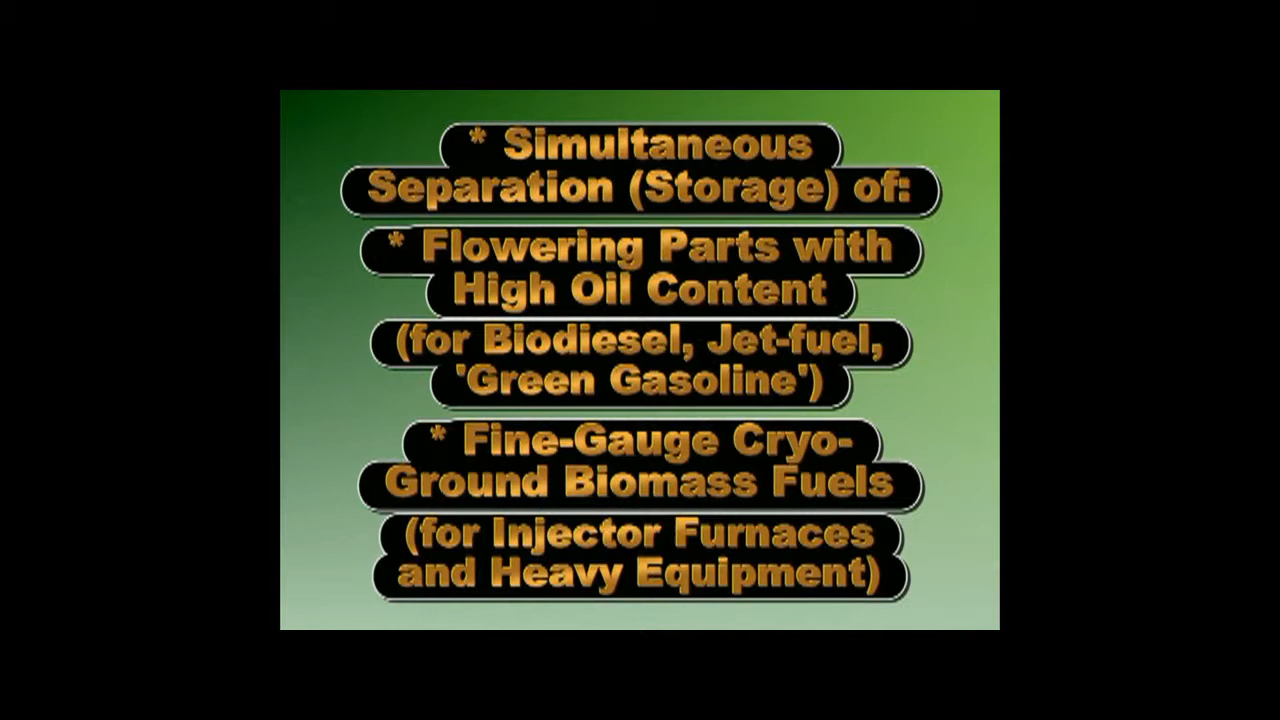 * Simultaneous
Separation (Storage) of:
* Flowering Parts with
High Oil Content
(for Biodiesel, Jet-fuel,
'Green Gasoline')
* Fine-Gauge Cryo-
Ground Biomass Fuels
(for Injector Furnaces
and Heavy Equipment)